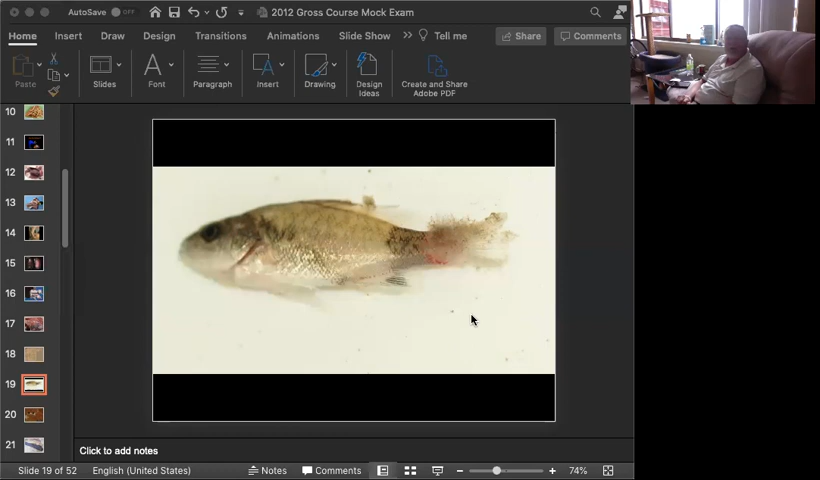 AutoSave OFF 2012 Gross Course Mock Exam
Home Insert Draw Design Transitions Animations Slide Show Tell me Share Comments
Paste Slides Font Paragraph Insert Drawing Design Ideas Create and Share Adobe PDF
10
11
12
13
14
15
16
17
18
19
20
21
Click to add notes
Slide 19 of 52 English (United States) Notes Comments 74%